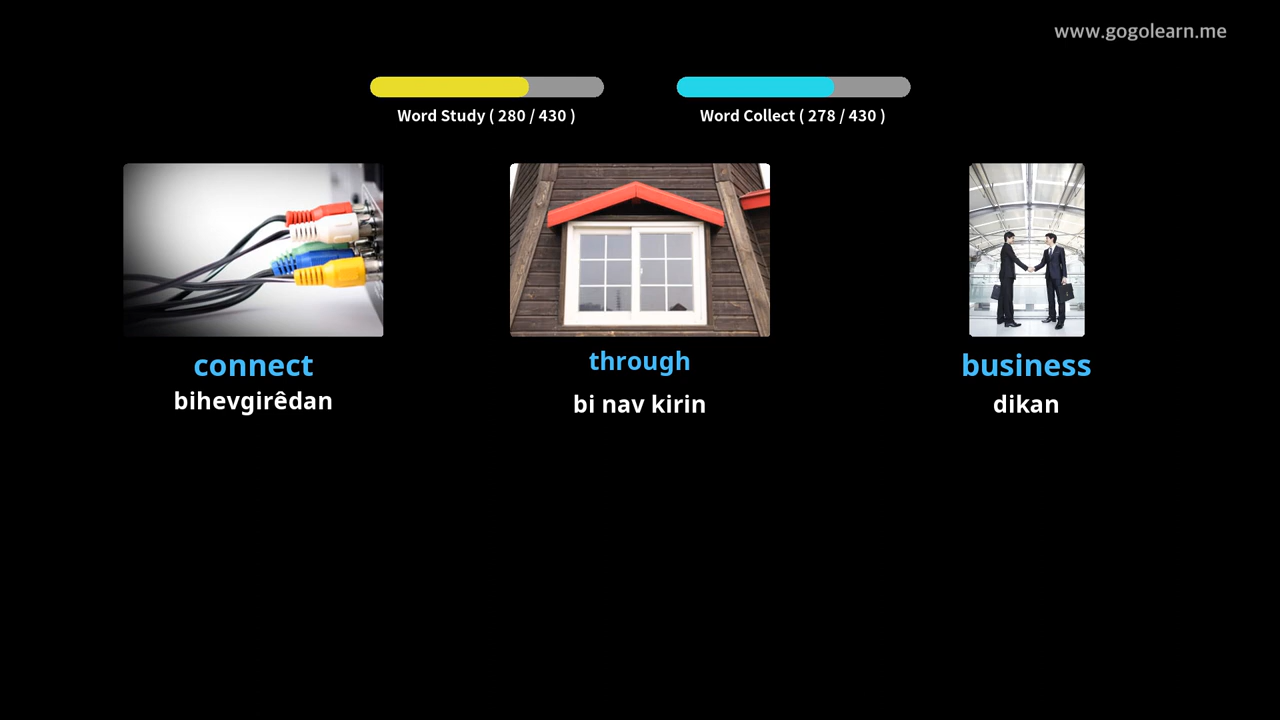 www.gogolearn.me
Word Study ( 280 / 430 )
Word Collect ( 278 / 430 )
connect
bihevgirêdan
through
bi nav kirin
business
dikan